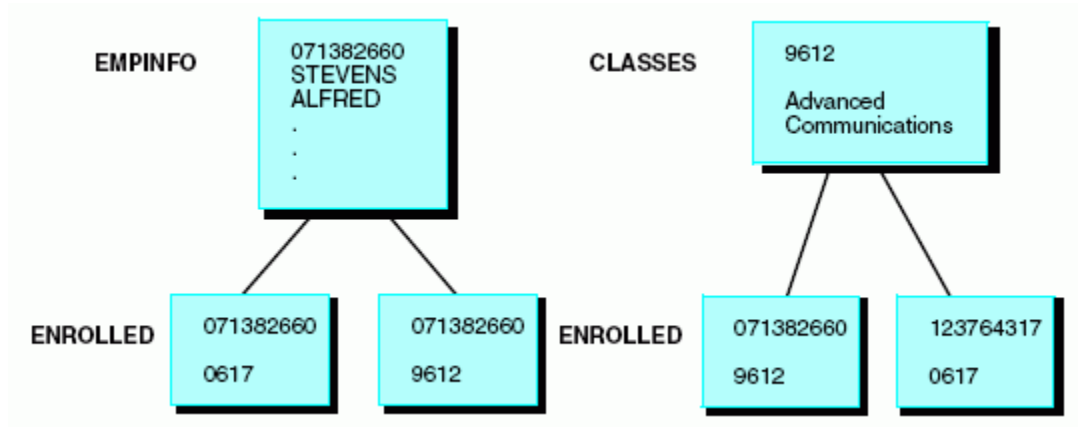 EMPINFO
071382660
STEVENS
ALFRED
.
.
.
CLASSES
9612
Advanced
Communications
ENROLLED
071382660
0617
071382660
9612
ENROLLED
071382660
9612
123764317
0617